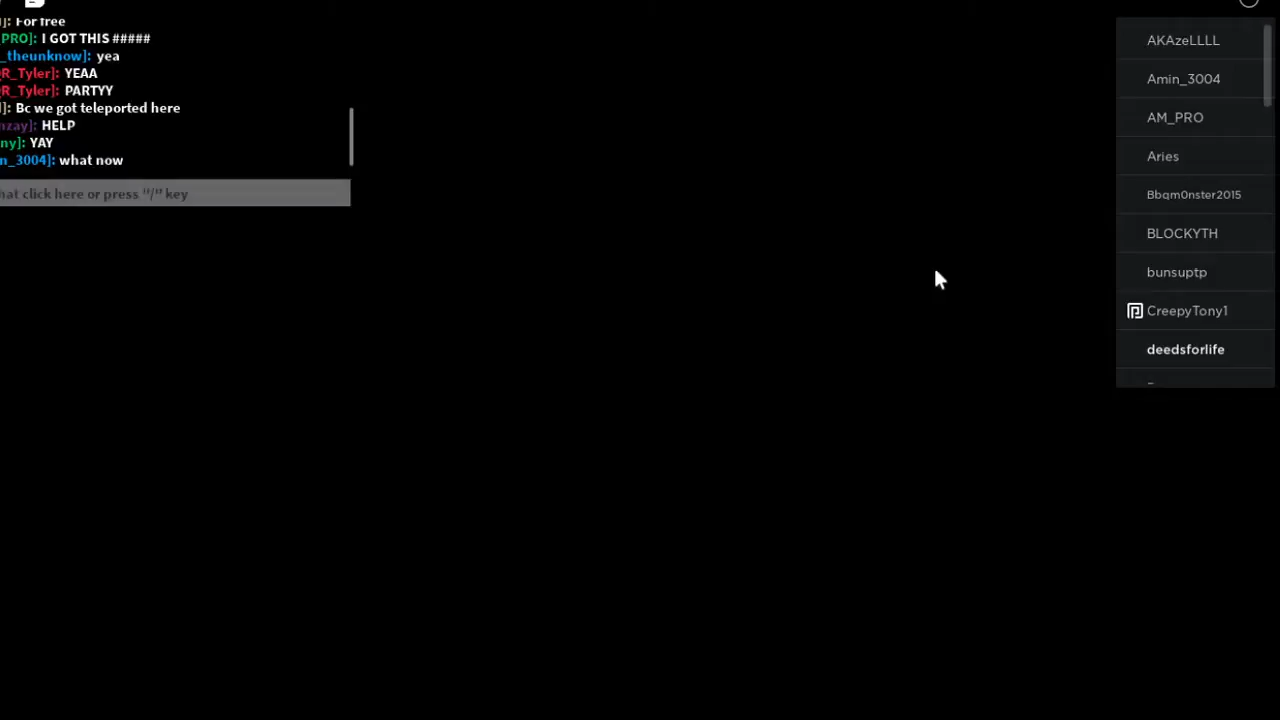 ]: For free
_PRO]: I GOT THIS #####
_theunknow]: yea
R_Tyler]: YEAA
R_Tyler]: PARTYY
]: Bc we got teleported here
nzay]: HELP
ny]: YAY
n_3004]: what now
hat click here or press "/" key
AKAzeLLLL
Amin_3004
AM_PRO
Aries
Bbqm0nster2015
BLOCKYTH
bunsuptp
CreepyTony1
deedsforlife